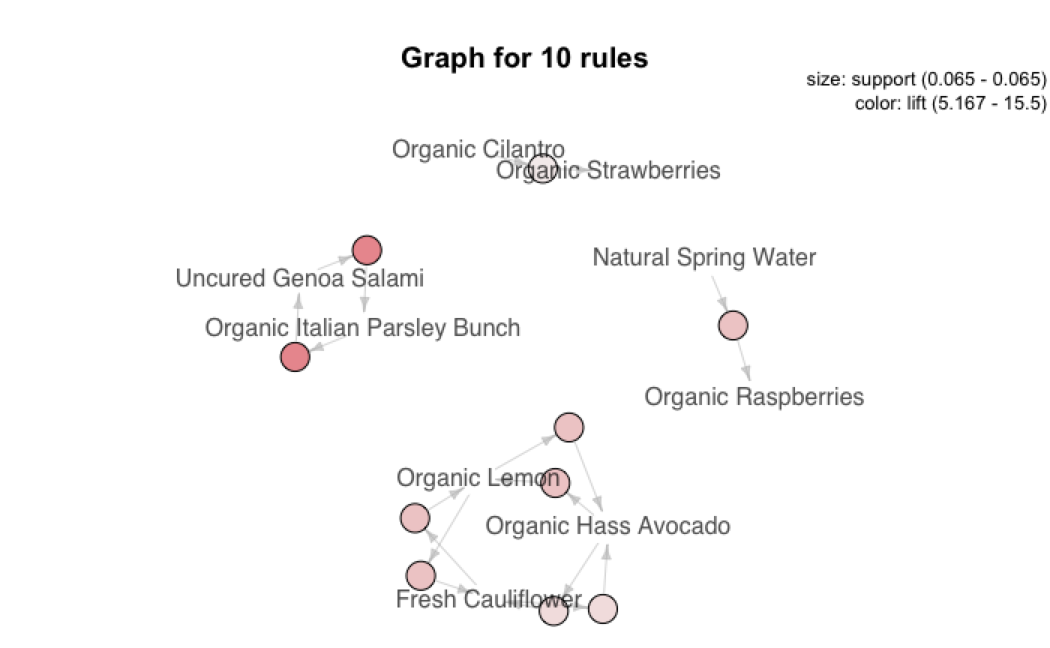 Graph for 10 rules
size: support (0.065 - 0.065)
color: lift (5.167 - 15.5)
Organic Cilantro
Organic Strawberries
Natural Spring Water
Uncured Genoa Salami
Organic Italian Parsley Bunch
Organic Raspberries
Organic Lemon
Organic Hass Avocado
Fresh Cauliflower